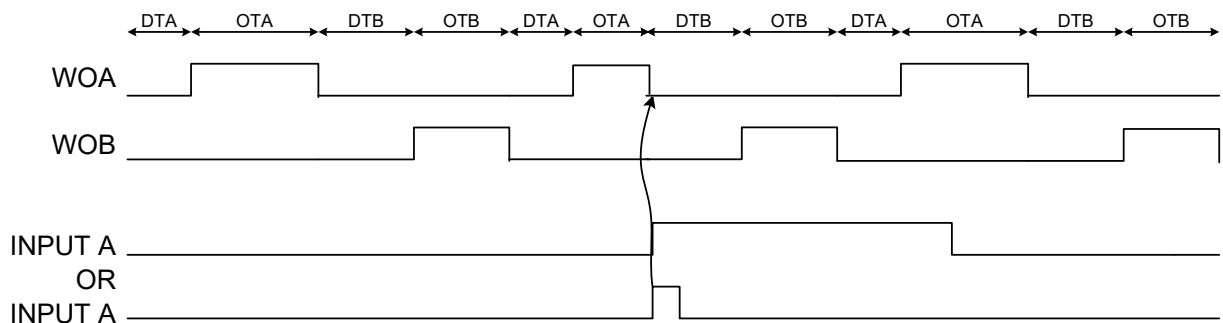 DTA OTA DTB OTB DTA OTA DTB OTB DTA OTA DTB OTB
WOA
WOB
INPUT A
OR
INPUT A